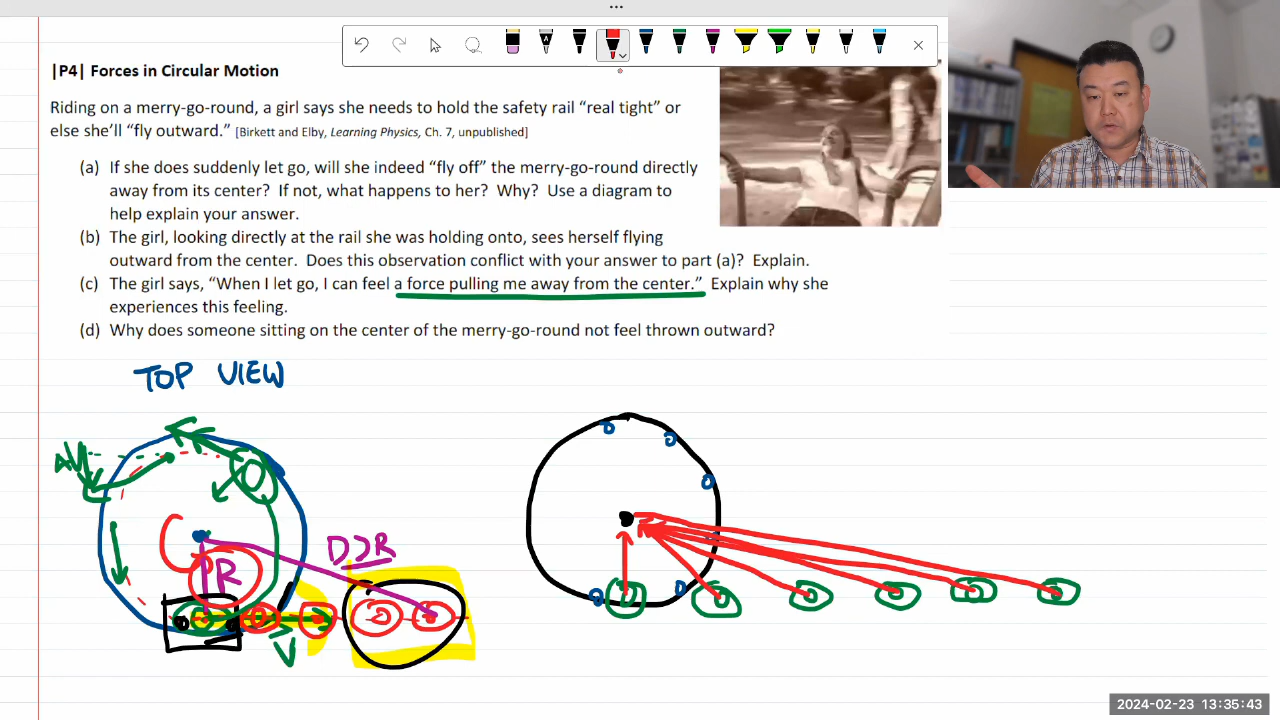 |P4| Forces in Circular Motion
Riding on a merry-go-round, a girl says she needs to hold the safety rail “real tight” or
else she’ll “fly outward.” [Birkett and Elby, Learning Physics, Ch. 7, unpublished]
(a) If she does suddenly let go, will she indeed “fly off” the merry-go-round directly
away from its center? If not, what happens to her? Why? Use a diagram to
help explain your answer.
(b) The girl, looking directly at the rail she was holding onto, sees herself flying
outward from the center. Does this observation conflict with your answer to part (a)? Explain.
(c) The girl says, “When I let go, I can feel a force pulling me away from the center.” Explain why she
experiences this feeling.
(d) Why does someone sitting on the center of the merry-go-round not feel thrown outward?
TOP VIEW
ΔV
D>R
R
V
2024-02-23 13:35:43